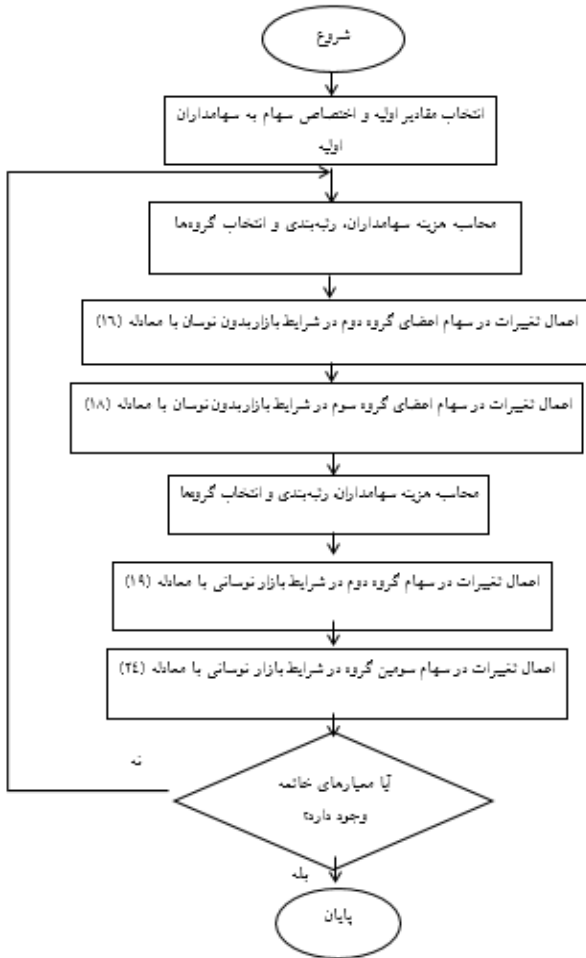 شروع
انتخاب مقادیر اولیه و اختصاص سهام به سهامداران
اولیه
محاسبه هزینه سهامداران، رتبه‌بندی و انتخاب گروه‌ها
اعمال تغییرات در سهام اعضای گروه دوم در شرایط بازاربدون نوسان با معادله (۱۶)
اعمال تغییرات در سهام اعضای گروه سوم در شرایط بازاربدون‌نوسان با معادله (۱۸)
محاسبه هزینه سهامداران، رتبه‌بندی و انتخاب گروه‌ها
اعمال تغییرات در سهام گروه دوم در شرایط بازار نوسانی با معادله (۱۹)
اعمال تغییرات در سهام سومین گروه در شرایط بازار نوسانی با معادله (۲۴)
نه
آیا معیارهای خاتمه
وجود دارد؟
بله
پایان